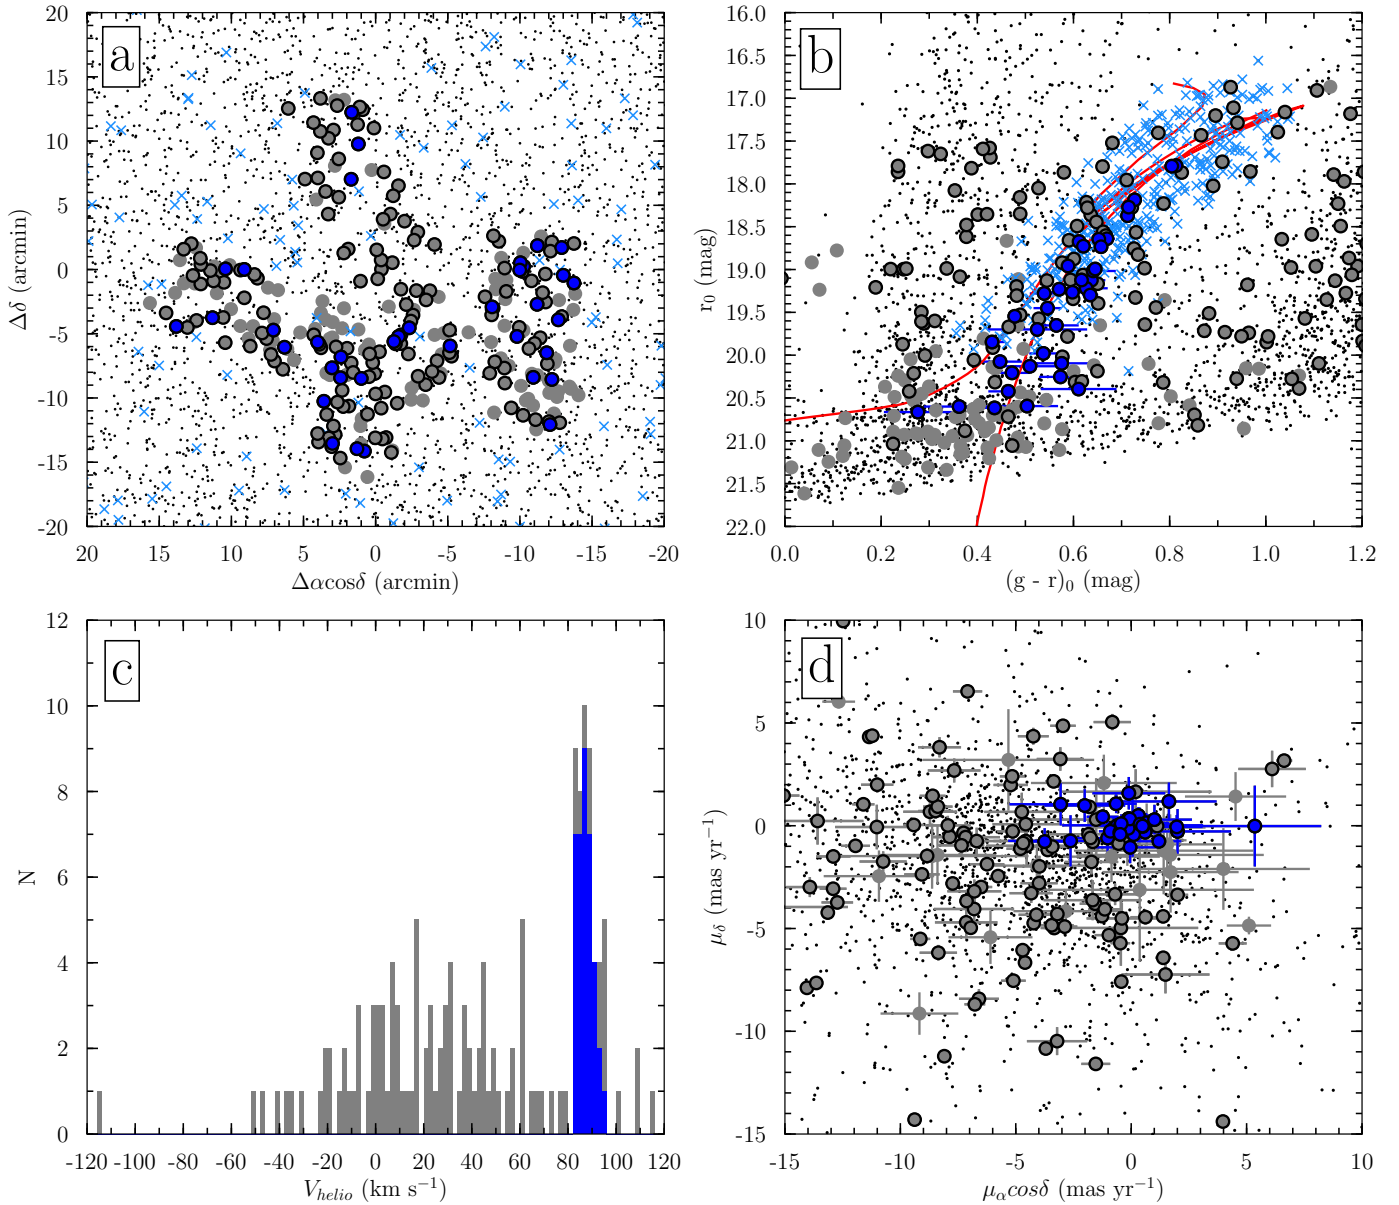 a
20
15
10
5
0
-5
-10
-15
-20
Δδ (arcmin)
20 15 10 5 0 -5 -10 -15 -20
Δαcosδ (arcmin)
b
16.0
16.5
17.0
17.5
18.0
18.5
19.0
19.5
20.0
20.5
21.0
21.5
22.0
r₀ (mag)
0.0 0.2 0.4 0.6 0.8 1.0 1.2
(g - r)₀ (mag)
c
12
10
8
6
4
2
0
N
-120 -100 -80 -60 -40 -20 0 20 40 60 80 100 120
V_helio (km s⁻¹)
d
10
5
0
-5
-10
-15
μ_δ (mas yr⁻¹)
-15 -10 -5 0 5 10
μ_αcosδ (mas yr⁻¹)